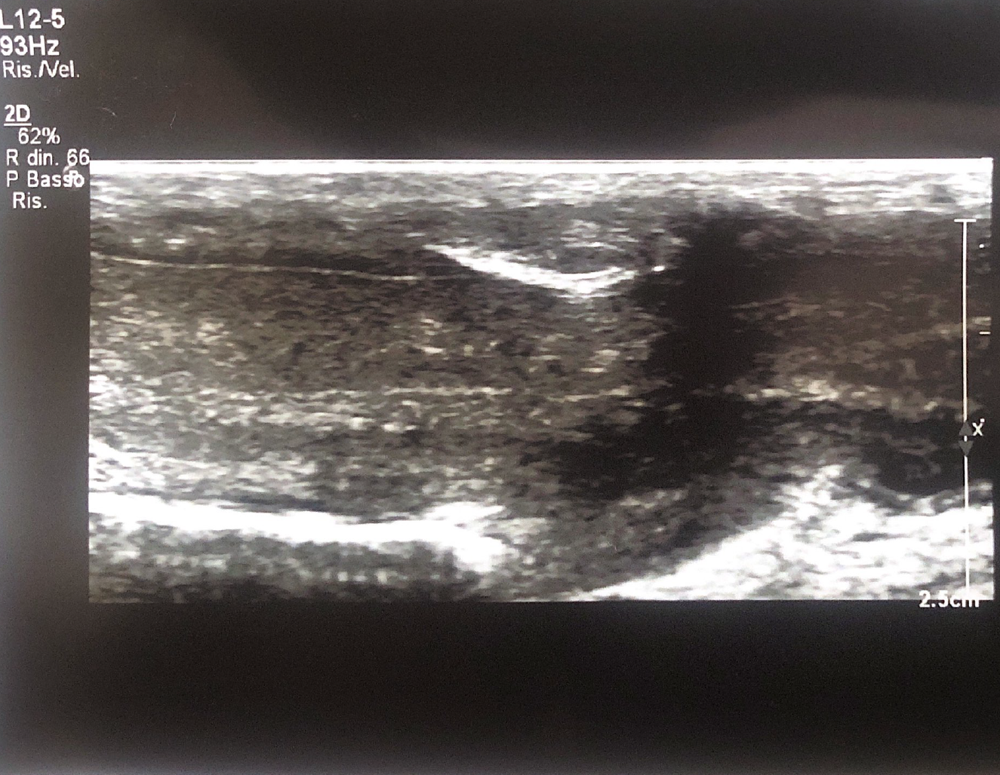 L12-5
93Hz
Ris./Vel.
2D
62%
R din. 66
P Basso
Ris.
X
2.5cm